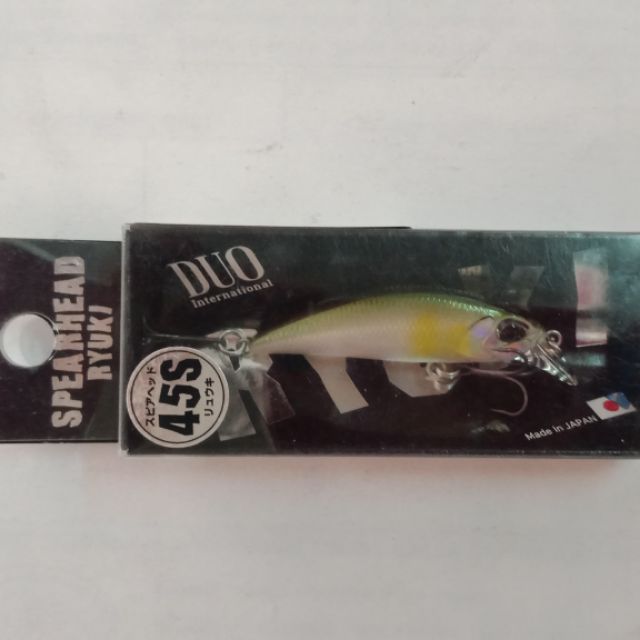 SPEARHEAD
RYUKI
DUO
International
スピアヘッド
45S
リュウキ
Made in JAPAN